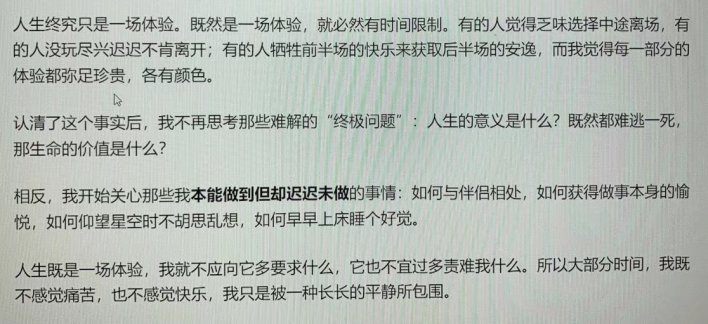 人生终究只是一场体验。既然是一场体验，就必然有时间限制。有的人觉得乏味选择中途离场，有
的人没玩尽兴迟迟不肯离开；有的人牺牲前半场的快乐来获取后半场的安逸，而我觉得每一部分的
体验都弥足珍贵，各有颜色。
认清了这个事实后，我不再思考那些难解的“终极问题”：人生的意义是什么？既然都难逃一死，
那生命的价值是什么？
相反，我开始关心那些我本能做到但却迟迟未做的事情：如何与伴侣相处，如何获得做事本身的愉
悦，如何仰望星空时不胡思乱想，如何早早上床睡个好觉。
人生既是一场体验，我就不应向它多要求什么，它也不宜过多责难我什么。所以大部分时间，我既
不感觉痛苦，也不感觉快乐，我只是被一种长长的平静所包围。